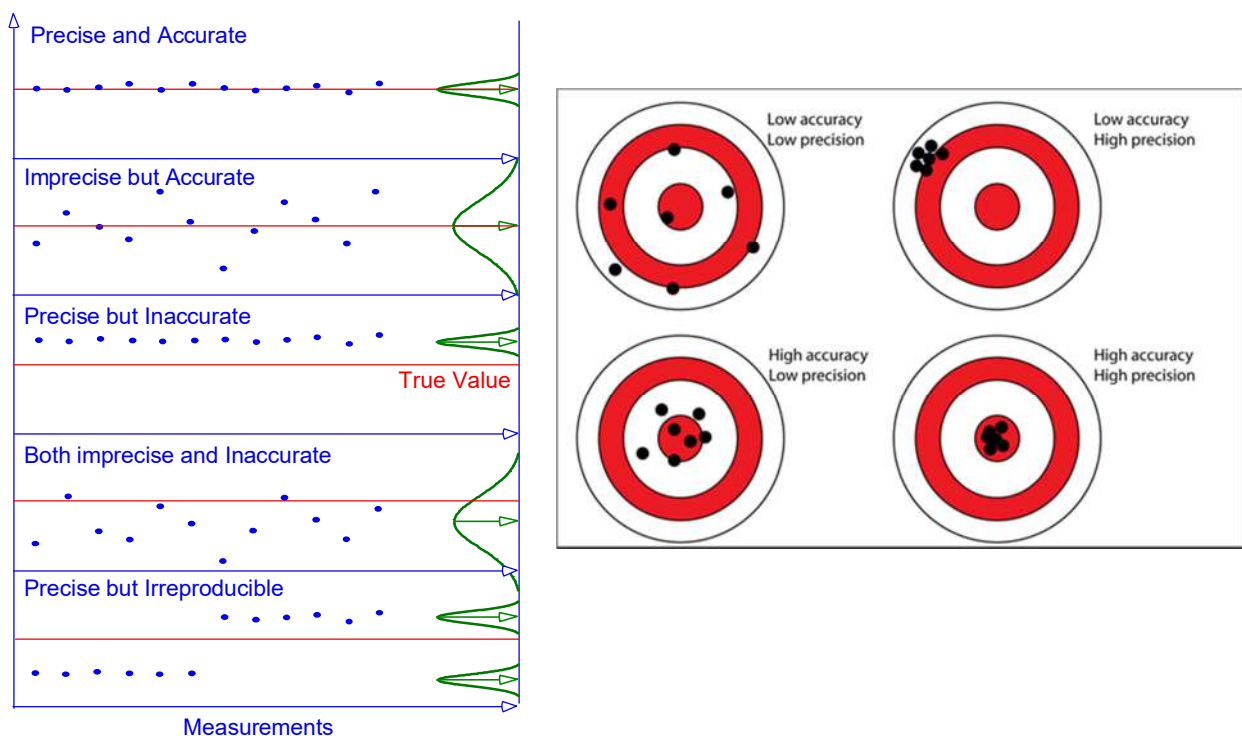 Precise and Accurate
Imprecise but Accurate
Precise but Inaccurate
True Value
Both imprecise and Inaccurate
Precise but Irreproducible
Measurements
Low accuracy
Low precision
Low accuracy
High precision
High accuracy
Low precision
High accuracy
High precision